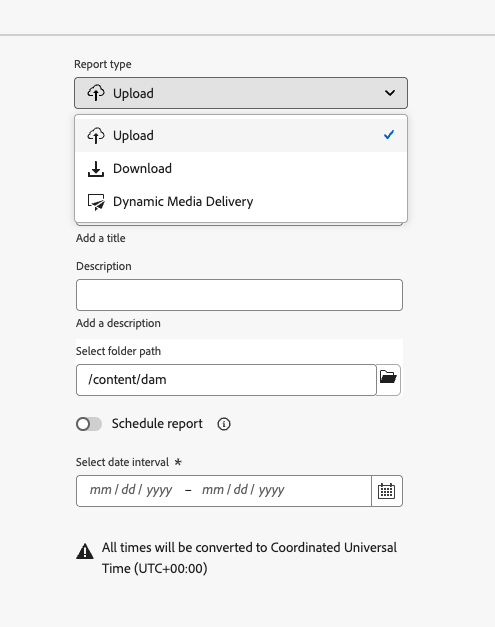 Report type
Upload
Upload
Download
Dynamic Media Delivery
Add a title
Description
Add a description
Select folder path
/content/dam
Schedule report
Select date interval *
mm / dd / yyyy – mm / dd / yyyy
All times will be converted to Coordinated Universal
Time (UTC+00:00)